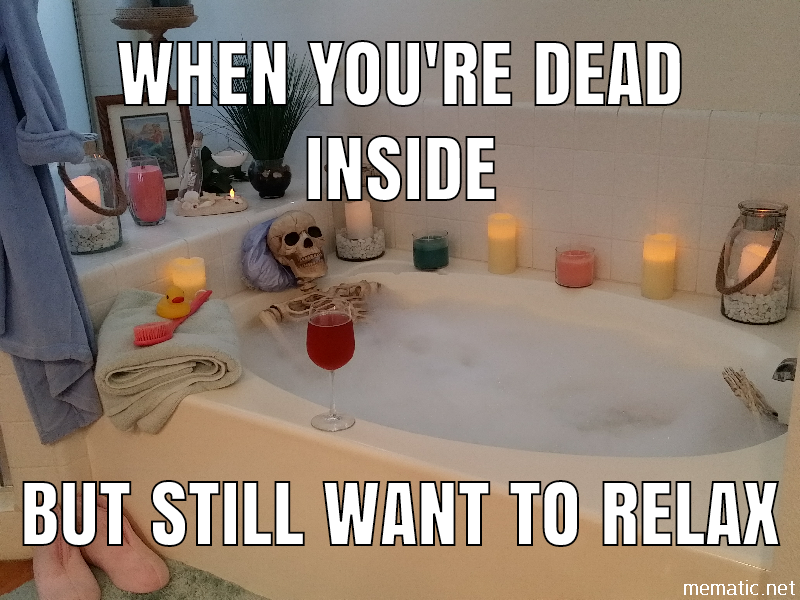 WHEN YOU'RE DEAD
INSIDE
BUT STILL WANT TO RELAX
mematic.net